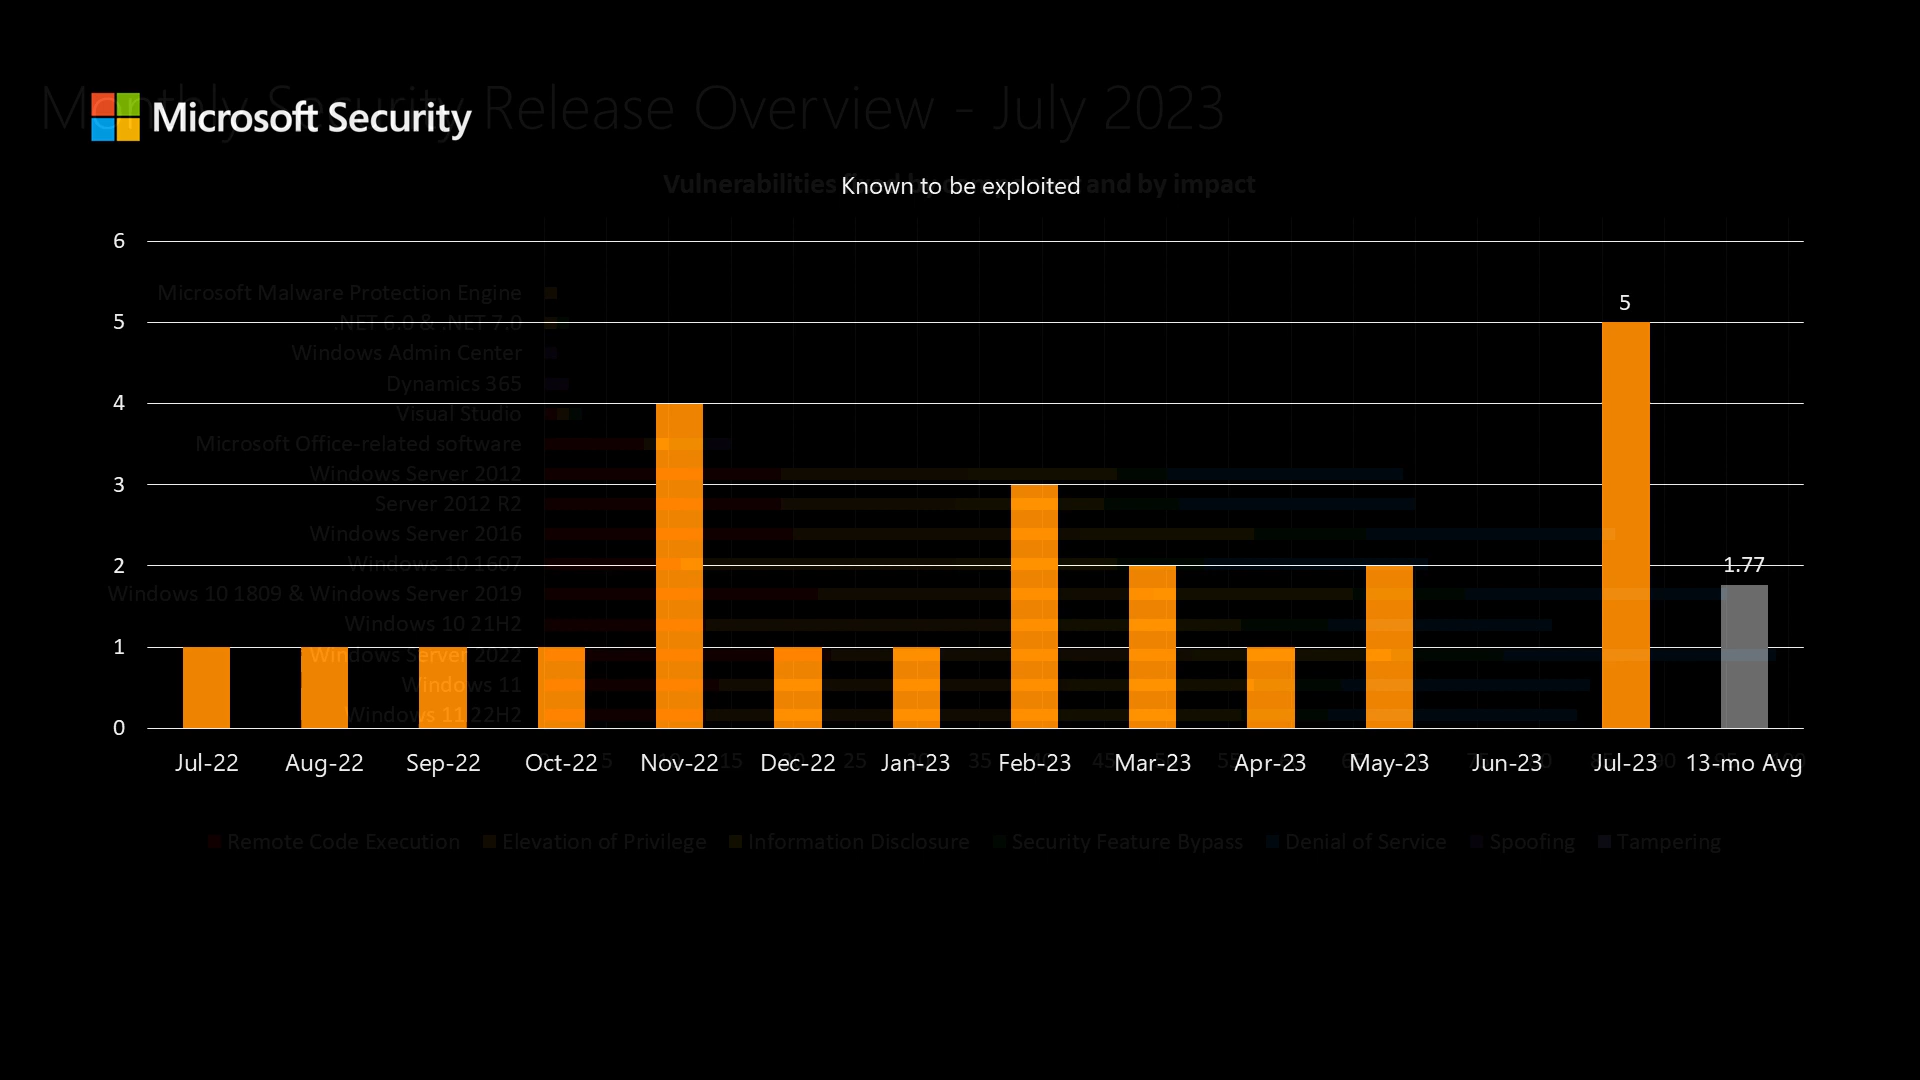 Monthly Security Release Overview - July 2023
Microsoft Security
Vulnerabilities and by impact
Known to be exploited
6
5
4
3
2
1
0
5
1.77
Jul-22 Aug-22 Sep-22 Oct-22 Nov-22 Dec-22 Jan-23 Feb-23 Mar-23 Apr-23 May-23 Jun-23 Jul-23 13-mo Avg
Microsoft Malware Protection Engine
.NET 6.0 & .NET 7.0
Windows Admin Center
Dynamics 365
Visual Studio
Microsoft Office-related software
Windows Server 2012
Server 2012 R2
Windows Server 2016
Windows 10 1607
Windows 10 1809 & Windows Server 2019
Windows 10 21H2
Windows Server 2022
Windows 11
Windows 11 22H2
Remote Code Execution Elevation of Privilege Information Disclosure Security Feature Bypass Denial of Service Spoofing Tampering